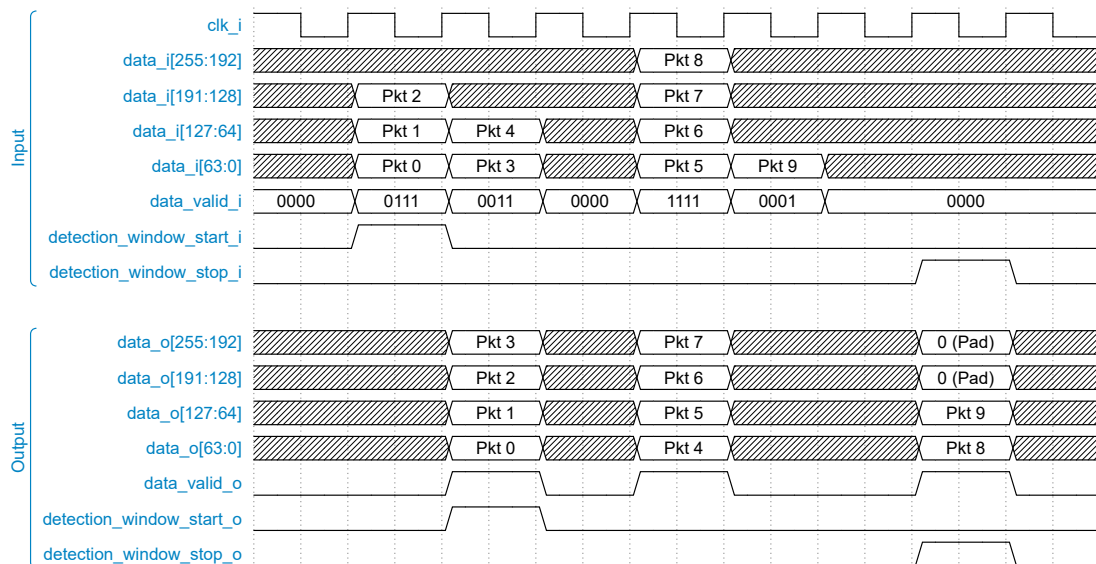 Input
clk_i
data_i[255:192] Pkt 8
data_i[191:128] Pkt 2 Pkt 7
data_i[127:64] Pkt 1 Pkt 4 Pkt 6
data_i[63:0] Pkt 0 Pkt 3 Pkt 5 Pkt 9
data_valid_i 0000 0111 0011 0000 1111 0001 0000
detection_window_start_i
detection_window_stop_i
Output
data_o[255:192] Pkt 3 Pkt 7 0 (Pad)
data_o[191:128] Pkt 2 Pkt 6 0 (Pad)
data_o[127:64] Pkt 1 Pkt 5 Pkt 9
data_o[63:0] Pkt 0 Pkt 4 Pkt 8
data_valid_o
detection_window_start_o
detection_window_stop_o